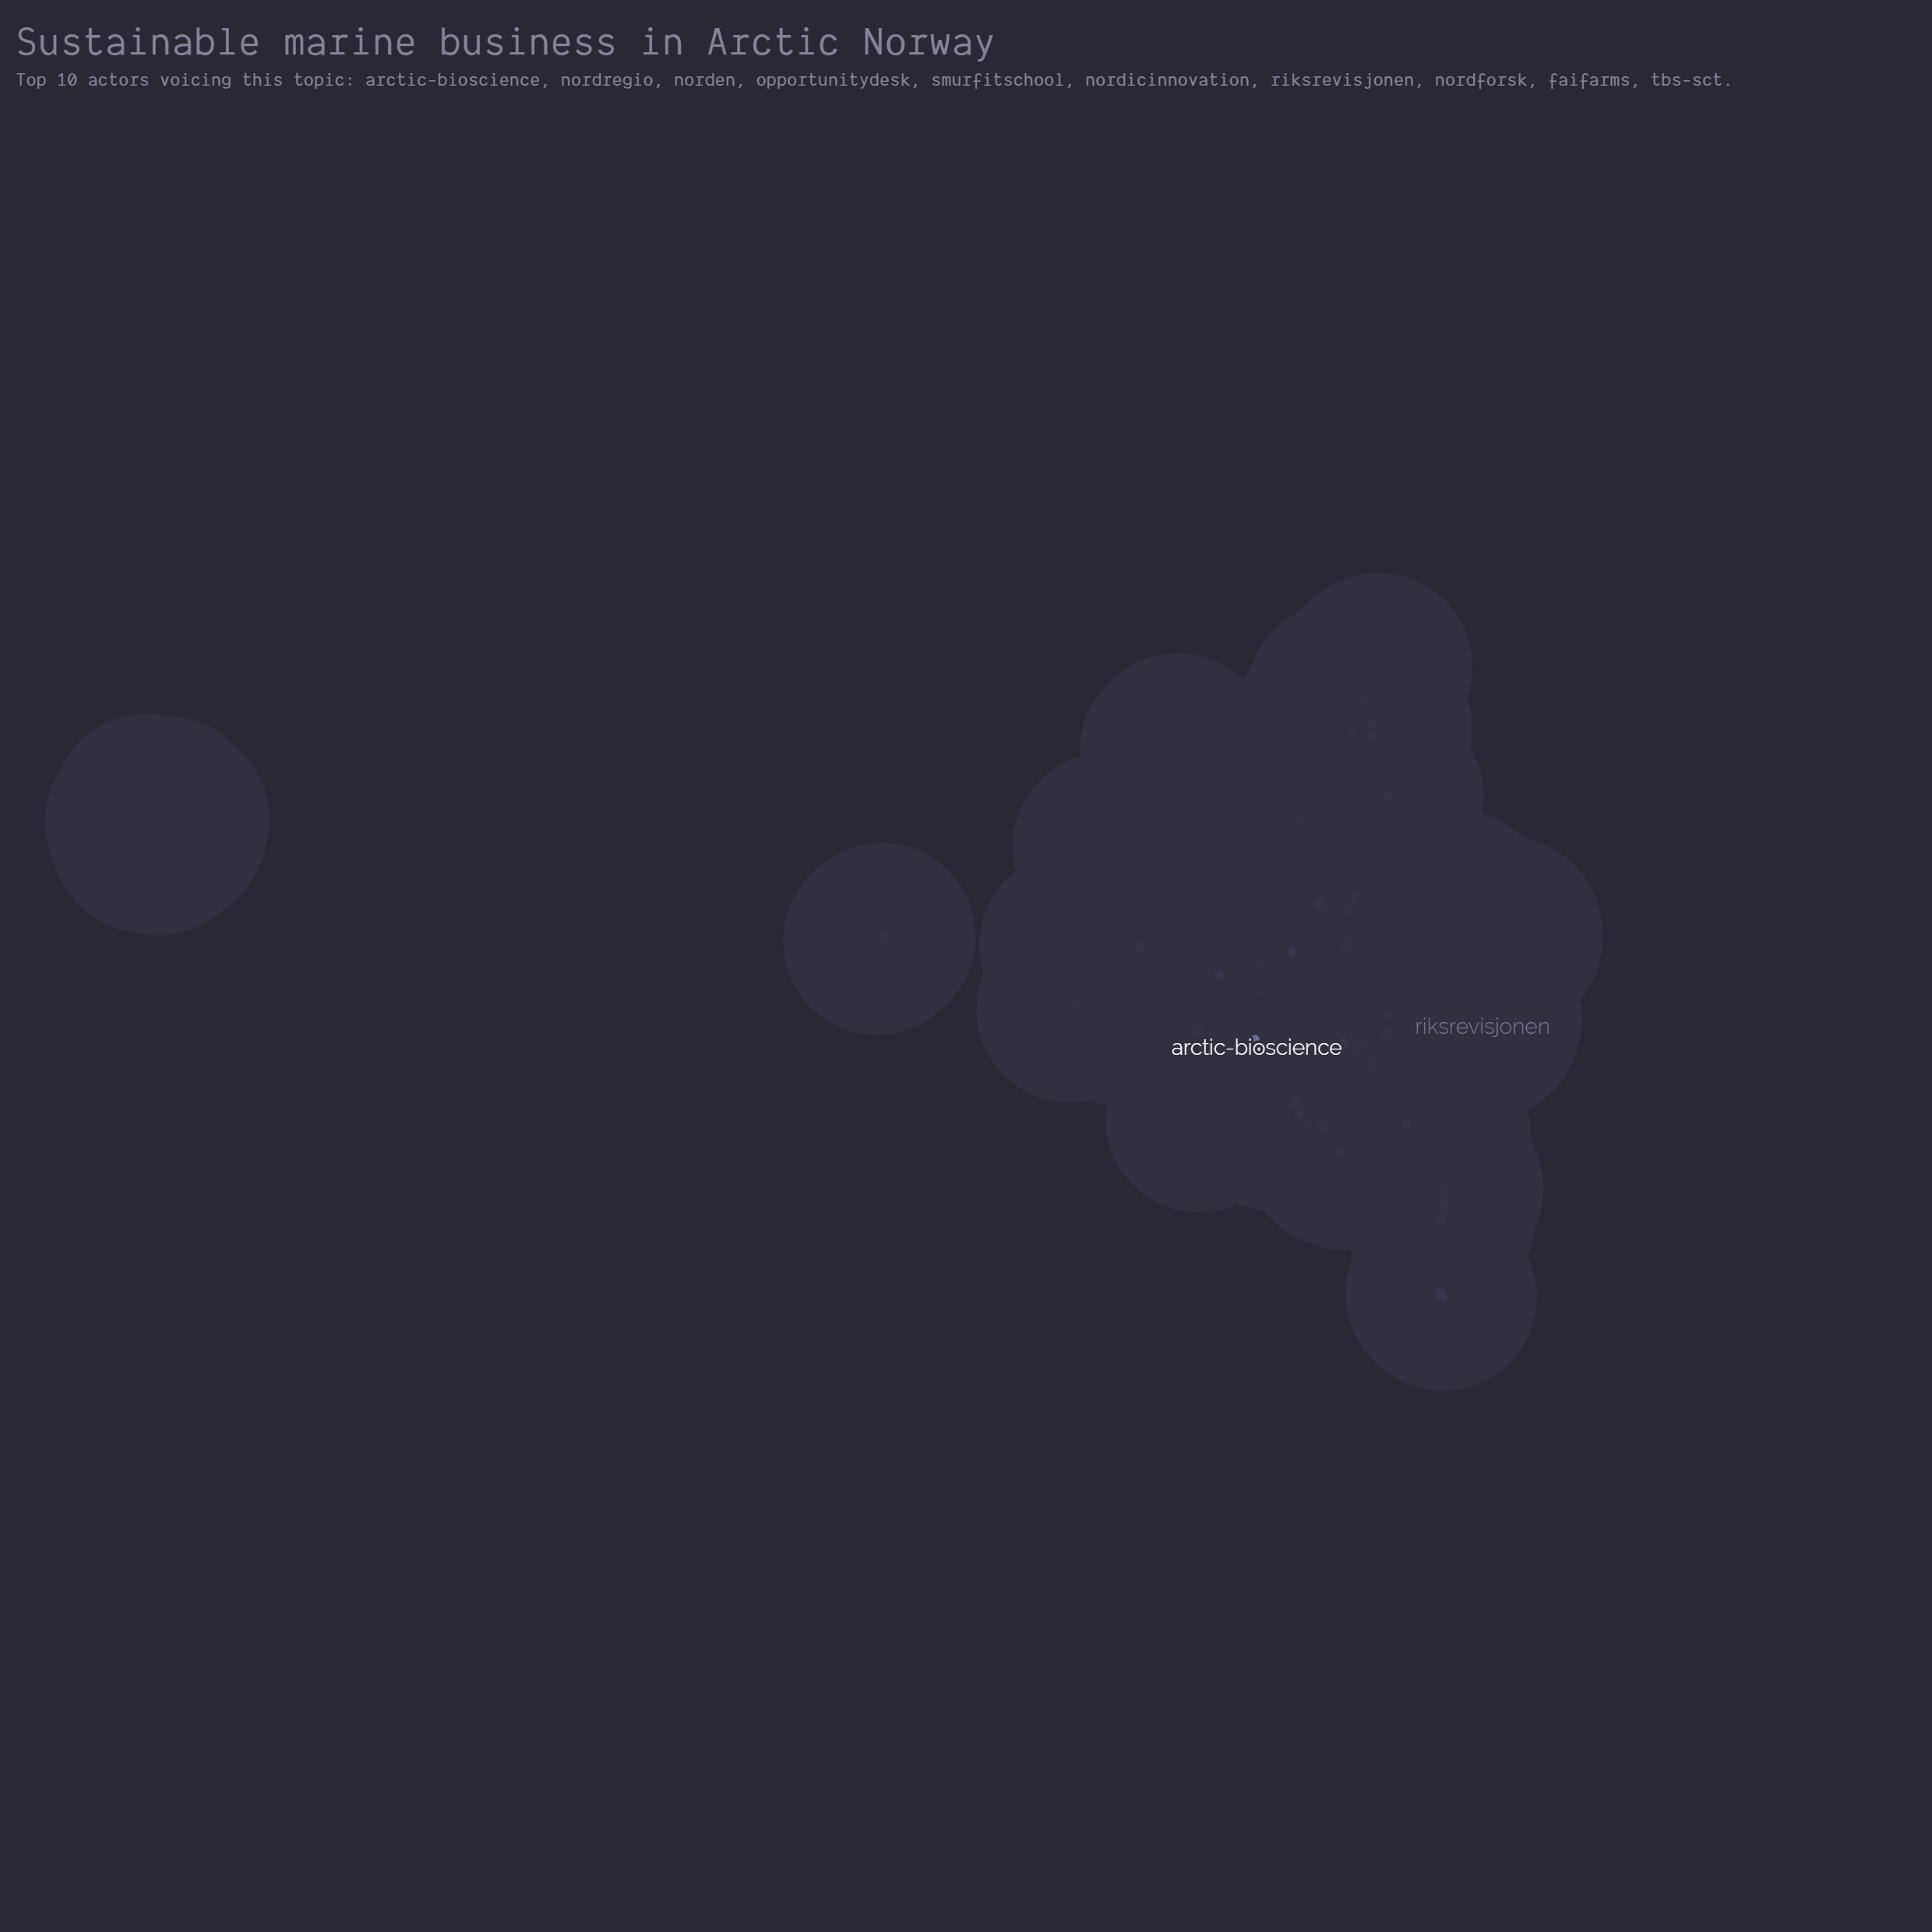 Sustainable marine business in Arctic Norway
Top 10 actors voicing this topic: arctic-bioscience, nordregio, norden, opportunitydesk, smurfitschool, nordicinnovation, riksrevisjonen, nordforsk, faifarms, tbs-sct.
riksrevisjonen
arctic-bioscience